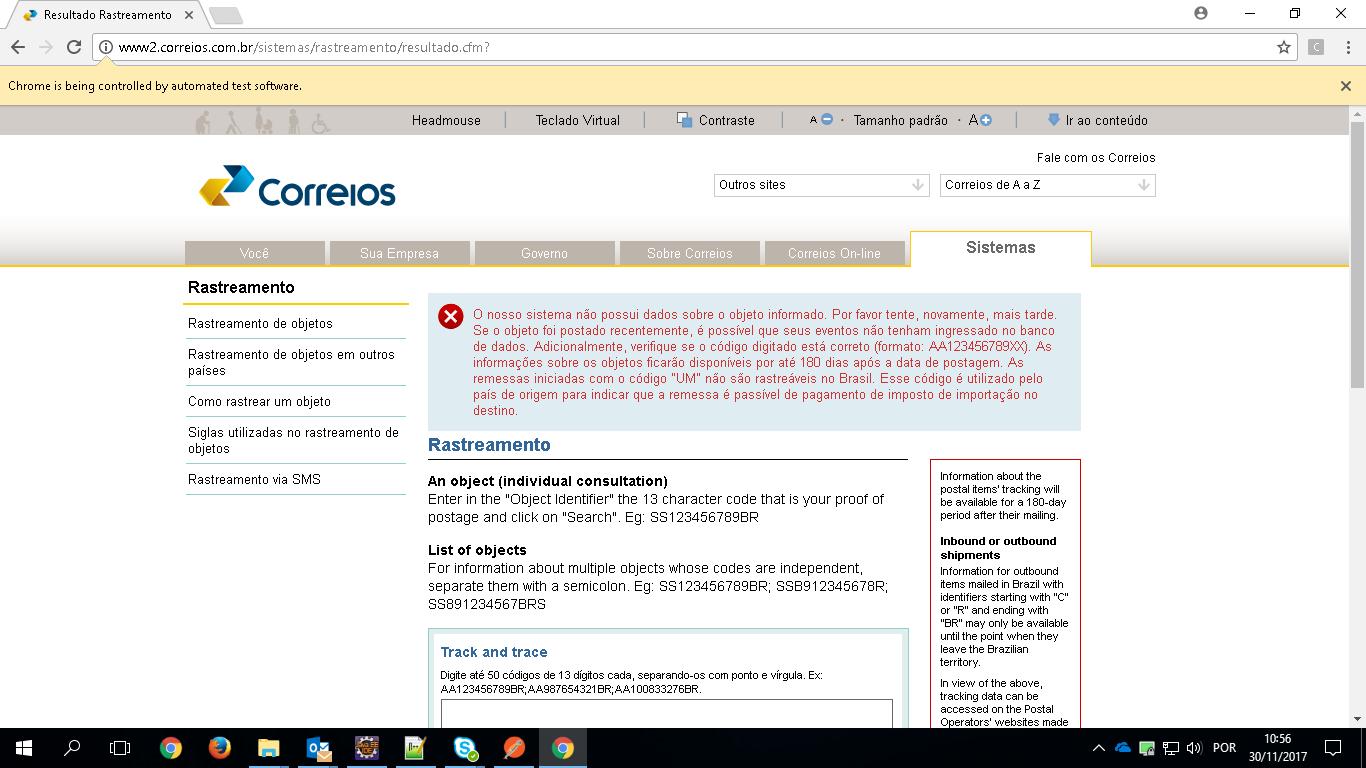 Resultado Rastreamento
www2.correios.com.br/sistemas/rastreamento/resultado.cfm?
C
Chrome is being controlled by automated test software.
Headmouse
Teclado Virtual
Contraste
A · Tamanho padrão · A
Ir ao conteúdo
Fale com os Correios
Correios
Outros sites
Correios de A a Z
Você
Sua Empresa
Governo
Sobre Correios
Correios On-line
Sistemas
Rastreamento
Rastreamento de objetos
Rastreamento de objetos em outros
países
Como rastrear um objeto
Siglas utilizadas no rastreamento de
objetos
Rastreamento via SMS
O nosso sistema não possui dados sobre o objeto informado. Por favor tente, novamente, mais tarde.
Se o objeto foi postado recentemente, é possível que seus eventos não tenham ingressado no banco
de dados. Adicionalmente, verifique se o código digitado está correto (formato: AA123456789XX). As
informações sobre os objetos ficarão disponíveis por até 180 dias após a data de postagem. As
remessas iniciadas com o código "UM" não são rastreáveis no Brasil. Esse código é utilizado pelo
país de origem para indicar que a remessa é passível de pagamento de imposto de importação no
destino.
Rastreamento
An object (individual consultation)
Enter in the "Object Identifier" the 13 character code that is your proof of
postage and click on "Search". Eg: SS123456789BR
List of objects
For information about multiple objects whose codes are independent,
separate them with a semicolon. Eg: SS123456789BR; SSB912345678R;
SS891234567BRS
Track and trace
Digite até 50 códigos de 13 dígitos cada, separando-os com ponto e vírgula. Ex:
AA123456789BR;AA987654321BR;AA100833276BR.
Information about the
postal items' tracking will
be available for a 180-day
period after their mailing.
Inbound or outbound
shipments
Information for outbound
items mailed in Brazil with
identifiers starting with "C"
or "R" and ending with
"BR" may only be available
until the point when they
leave the Brazilian
territory.
In view of the above,
tracking data can be
accessed on the Postal
Operators' websites made
POR
10:56
30/11/2017